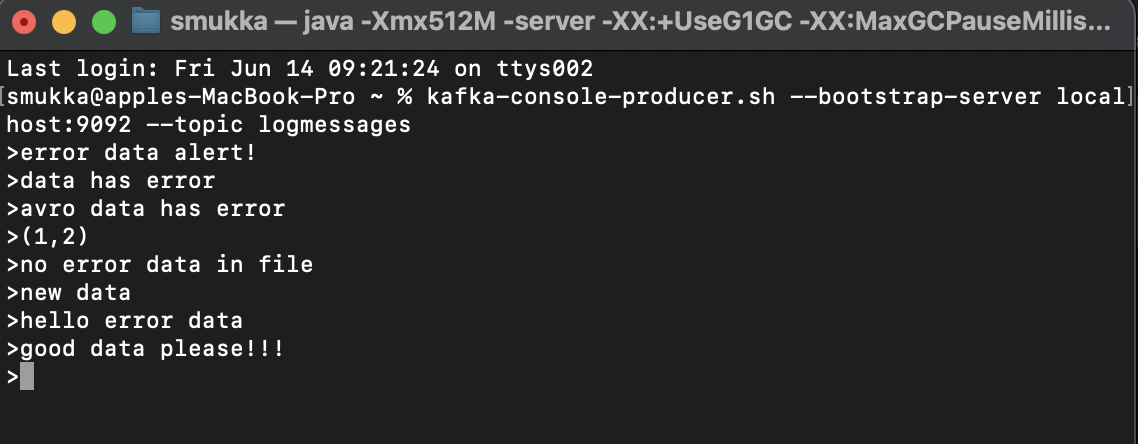 smukka — java -Xmx512M -server -XX:+UseG1GC -XX:MaxGCPauseMillis...
Last login: Fri Jun 14 09:21:24 on ttys002
[smukka@apples-MacBook-Pro ~ % kafka-console-producer.sh --bootstrap-server local]
host:9092 --topic logmessages
>error data alert!
>data has error
>avro data has error
>(1,2)
>no error data in file
>new data
>hello error data
>good data please!!!
>